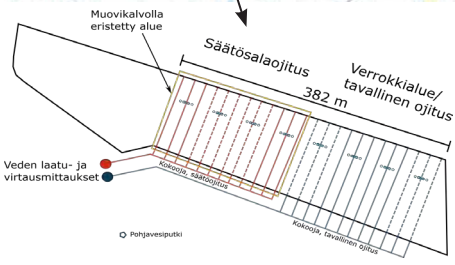 Muovikalvolla
eristetty alue
Säätösalaojitus
Verrokkialue/
tavallinen ojitus
382 m
Veden laatu- ja
virtausmittaukset
Kokooja, säätöojitus
Kokooja, tavallinen ojitus
Pohjavesiputki